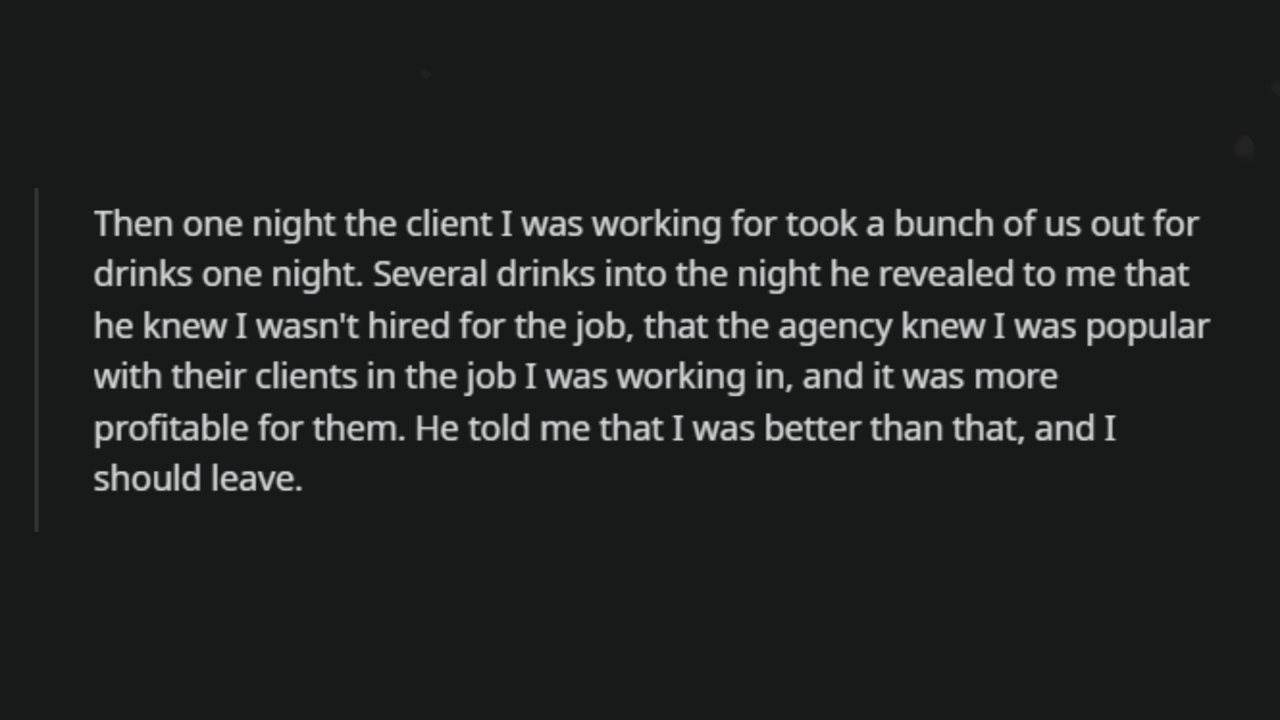 Then one night the client I was working for took a bunch of us out for
drinks one night. Several drinks into the night he revealed to me that
he knew I wasn't hired for the job, that the agency knew I was popular
with their clients in the job I was working in, and it was more
profitable for them. He told me that I was better than that, and I
should leave.